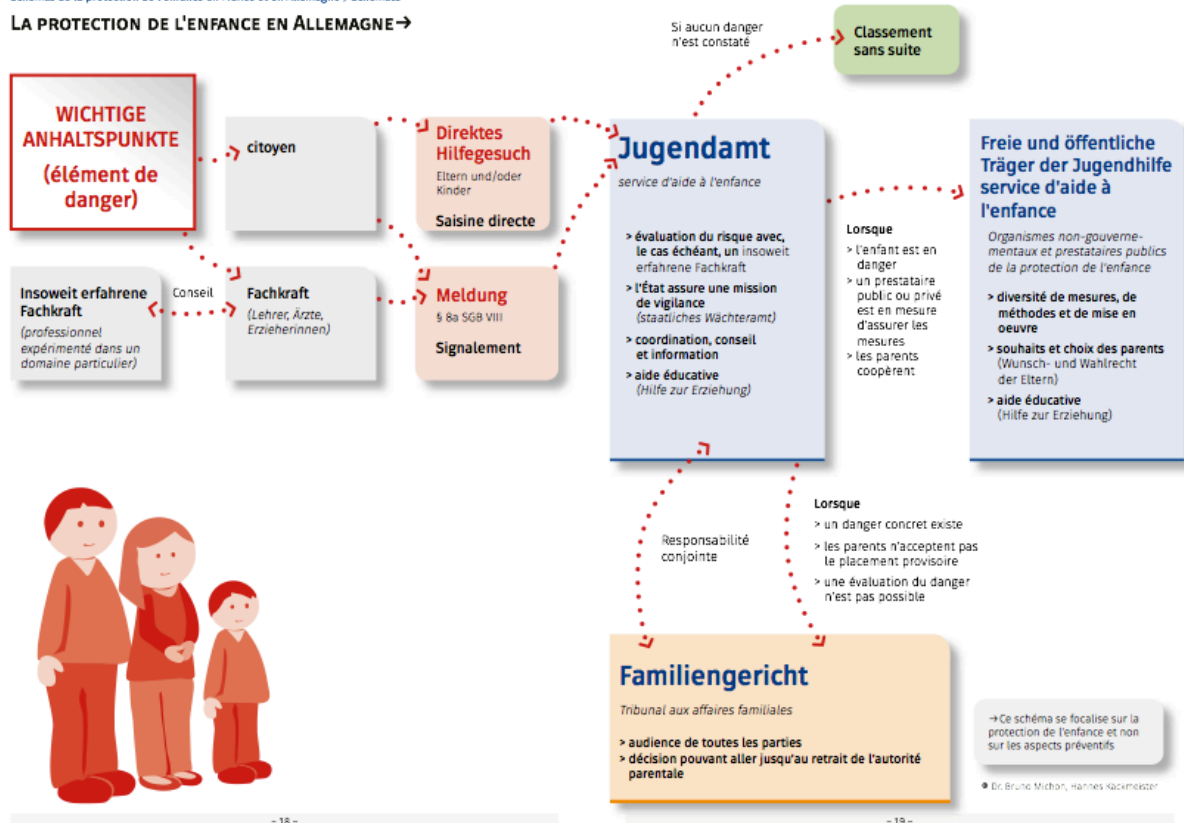 LA PROTECTION DE L'ENFANCE EN ALLEMAGNE→
WICHTIGE
ANHALTSPUNKTE
(élément de
danger)
citoyen
Direktes
Hilfegesuch
Eltern und/oder
Kinder
Saisine directe
Insoweit erfahrene
Fachkraft
(professionnel
expérimenté dans un
domaine particulier)
Conseil
Fachkraft
(Lehrer, Ärzte,
Erzieherinnen)
Meldung
§ 8a SGB VIII
Signalement
Si aucun danger
n'est constaté
Classement
sans suite
Jugendamt
service d'aide à l'enfance
> évaluation du risque avec,
le cas échéant, un insoweit
erfahrene Fachkraft
> l'État assure une mission
de vigilance
(staatliches Wächteramt)
> coordination, conseil
et information
> aide éducative
(Hilfe zur Erziehung)
Lorsque
> l'enfant est en
danger
> un prestataire
public ou privé
est en mesure
d'assurer les
mesures
> les parents
coopèrent
Freie und öffentliche
Träger der Jugendhilfe
service d'aide à
l'enfance
Organismes non-gouverne-
mentaux et prestataires publics
de la protection de l'enfance
> diversité de mesures, de
méthodes et de mise en
oeuvre
> souhaits et choix des parents
(Wunsch- und Wahlrecht
der Eltern)
> aide éducative
(Hilfe zur Erziehung)
Responsabilité
conjointe
Lorsque
> un danger concret existe
> les parents n'acceptent pas
le placement provisoire
> une évaluation du danger
n'est pas possible
Familiengericht
Tribunal aux affaires familiales
> audience de toutes les parties
> décision pouvant aller jusqu'au retrait de l'autorité
parentale
→Ce schéma se focalise sur la
protection de l'enfance et non
sur les aspects préventifs
Dr. Bruno Michon, Hannes Käckmeister
- 18 -
- 19 -